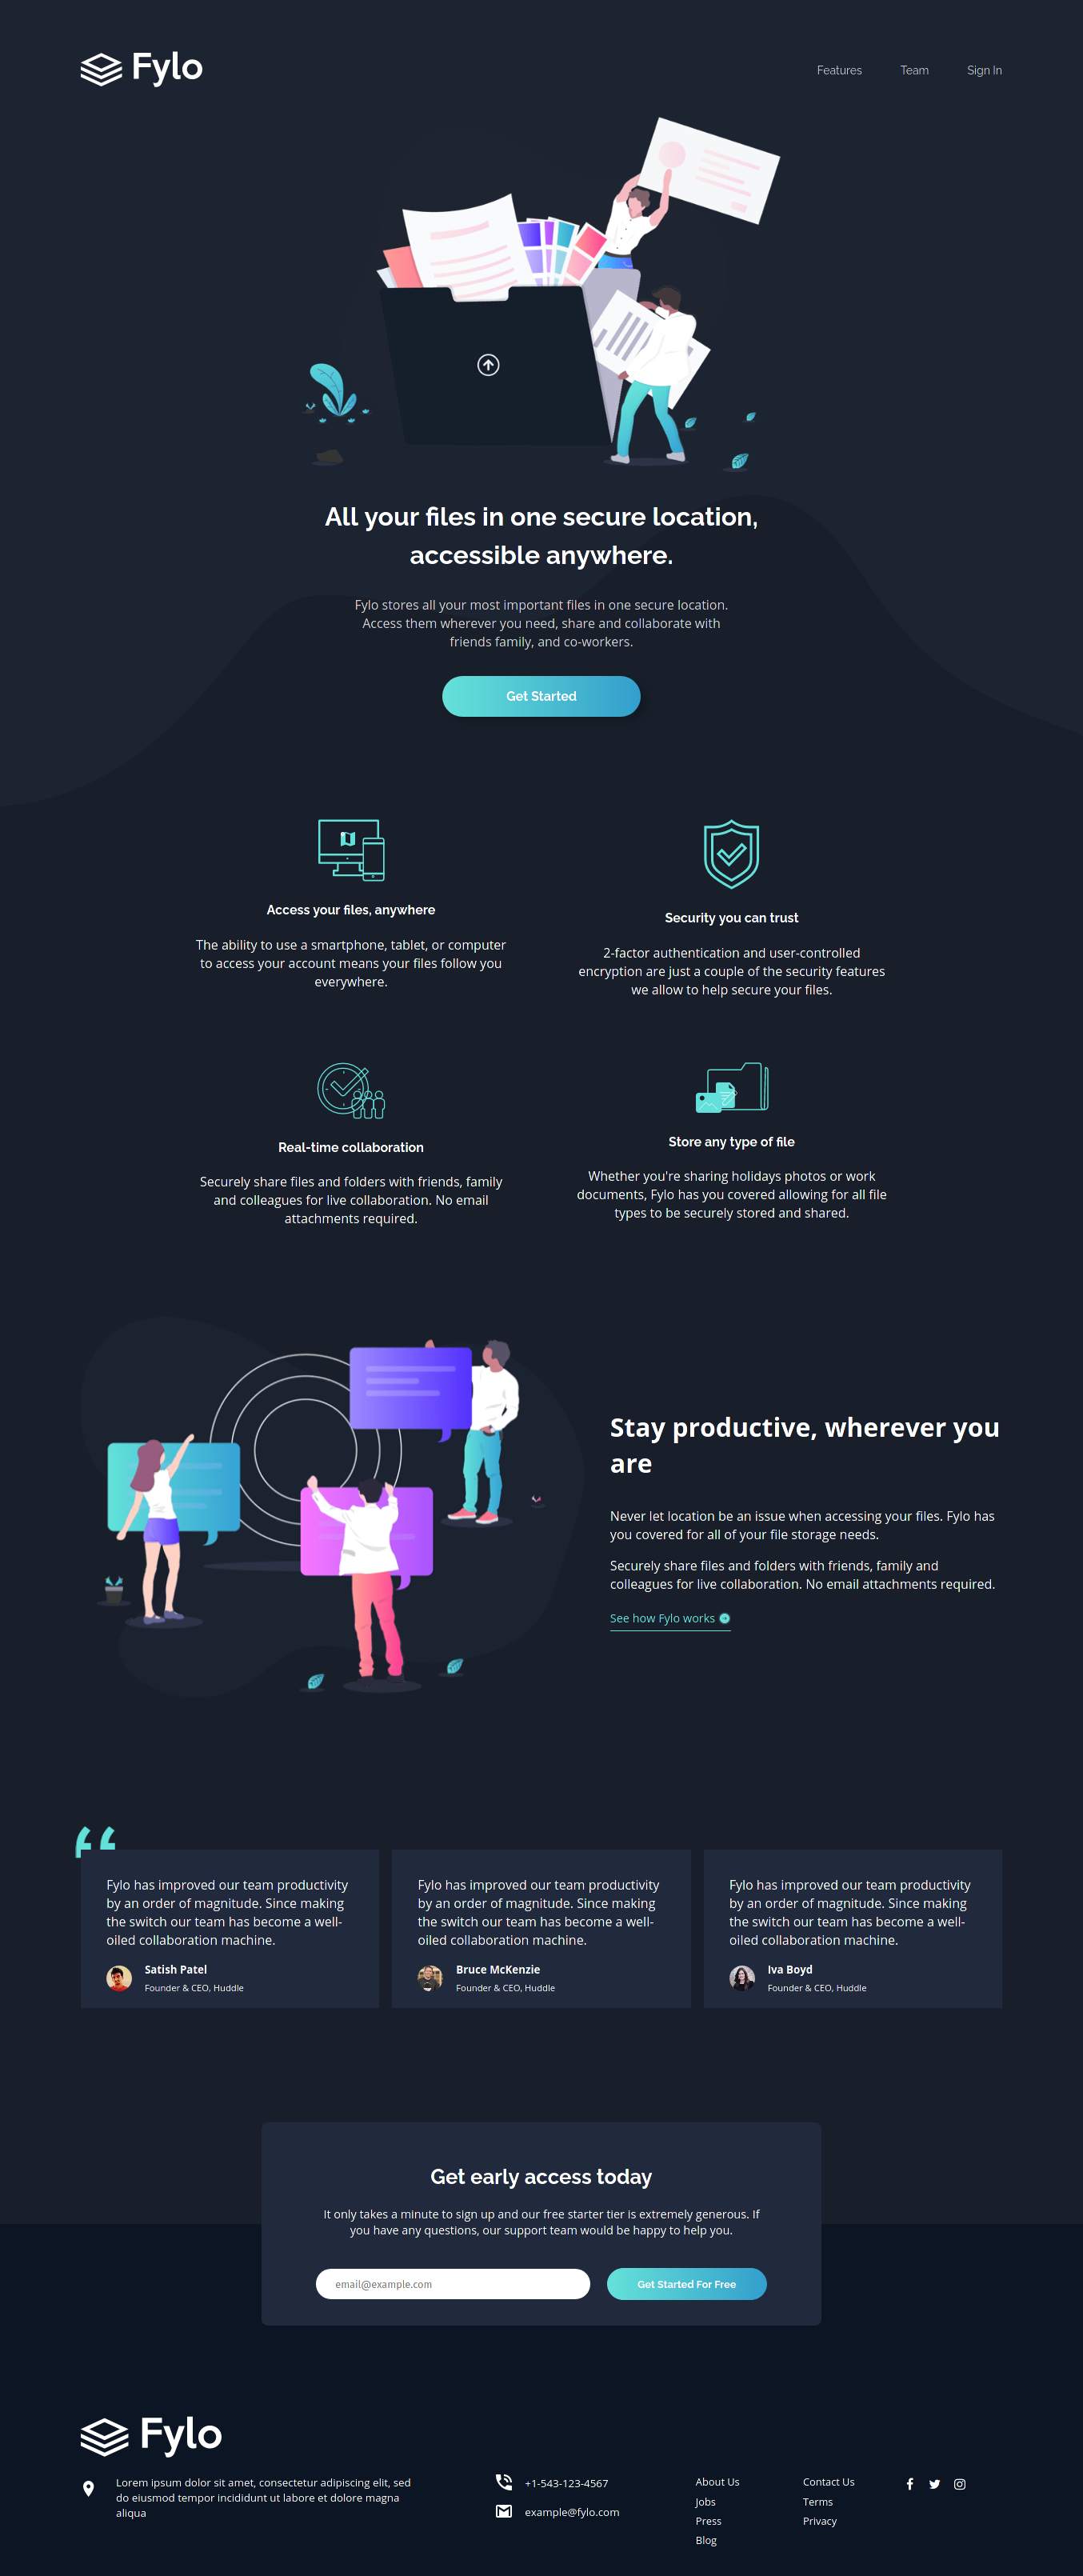 Fylo
Features
Team
Sign In
All your files in one secure location,
accessible anywhere.
Fylo stores all your most important files in one secure location.
Access them wherever you need, share and collaborate with
friends family, and co-workers.
Get Started
Access your files, anywhere
The ability to use a smartphone, tablet, or computer
to access your account means your files follow you
everywhere.
Security you can trust
2-factor authentication and user-controlled
encryption are just a couple of the security features
we allow to help secure your files.
Real-time collaboration
Securely share files and folders with friends, family
and colleagues for live collaboration. No email
attachments required.
Store any type of file
Whether you're sharing holidays photos or work
documents, Fylo has you covered allowing for all file
types to be securely stored and shared.
Stay productive, wherever you
are
Never let location be an issue when accessing your files. Fylo has
you covered for all of your file storage needs.
Securely share files and folders with friends, family and
colleagues for live collaboration. No email attachments required.
See how Fylo works
Fylo has improved our team productivity
by an order of magnitude. Since making
the switch our team has become a well-
oiled collaboration machine.
Satish Patel
Founder & CEO, Huddle
Fylo has improved our team productivity
by an order of magnitude. Since making
the switch our team has become a well-
oiled collaboration machine.
Bruce McKenzie
Founder & CEO, Huddle
Fylo has improved our team productivity
by an order of magnitude. Since making
the switch our team has become a well-
oiled collaboration machine.
Iva Boyd
Founder & CEO, Huddle
Get early access today
It only takes a minute to sign up and our free starter tier is extremely generous. If
you have any questions, our support team would be happy to help you.
email@example.com
Get Started For Free
Fylo
Lorem ipsum dolor sit amet, consectetur adipiscing elit, sed
do eiusmod tempor incididunt ut labore et dolore magna
aliqua
+1-543-123-4567
example@fylo.com
About Us
Jobs
Press
Blog
Contact Us
Terms
Privacy